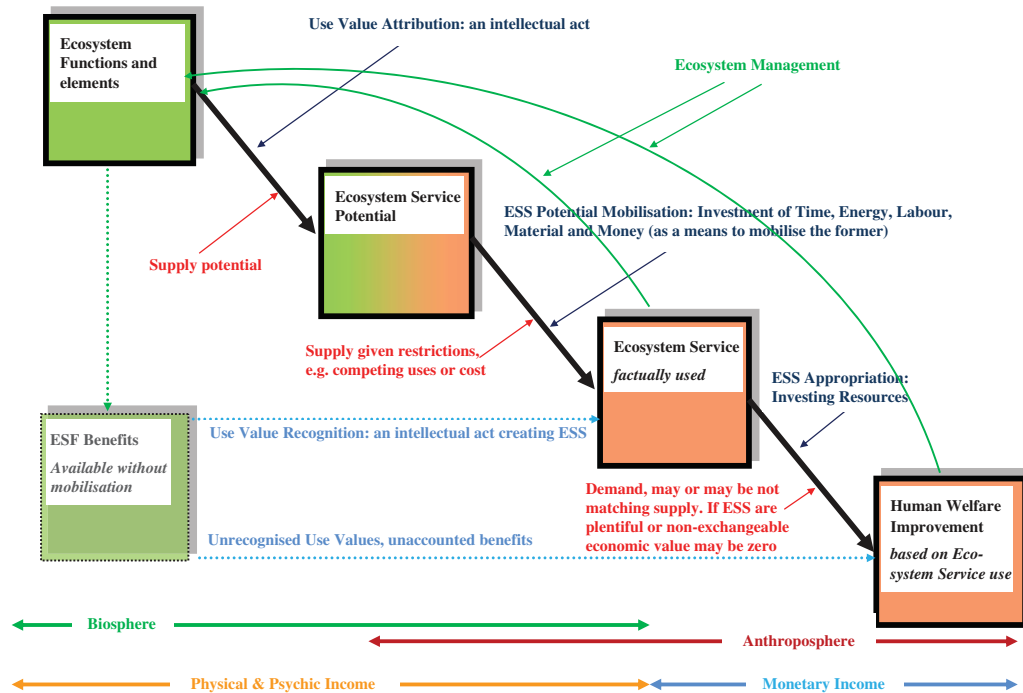 Use Value Attribution: an intellectual act
Ecosystem
Functions and
elements
Ecosystem Management
Ecosystem Service
Potential
ESS Potential Mobilisation: Investment of Time, Energy, Labour,
Material and Money (as a means to mobilise the former)
Supply potential
Supply given restrictions,
e.g. competing uses or cost
Ecosystem Service
factually used
ESS Appropriation:
Investing Resources
ESF Benefits
Available without
mobilisation
Use Value Recognition: an intellectual act creating ESS
Demand, may or may be not
matching supply. If ESS are
plentiful or non-exchangeable
economic value may be zero
Human Welfare
Improvement
based on Eco-
system Service use
Unrecognised Use Values, unaccounted benefits
Biosphere
Anthroposphere
Physical & Psychic Income
Monetary Income